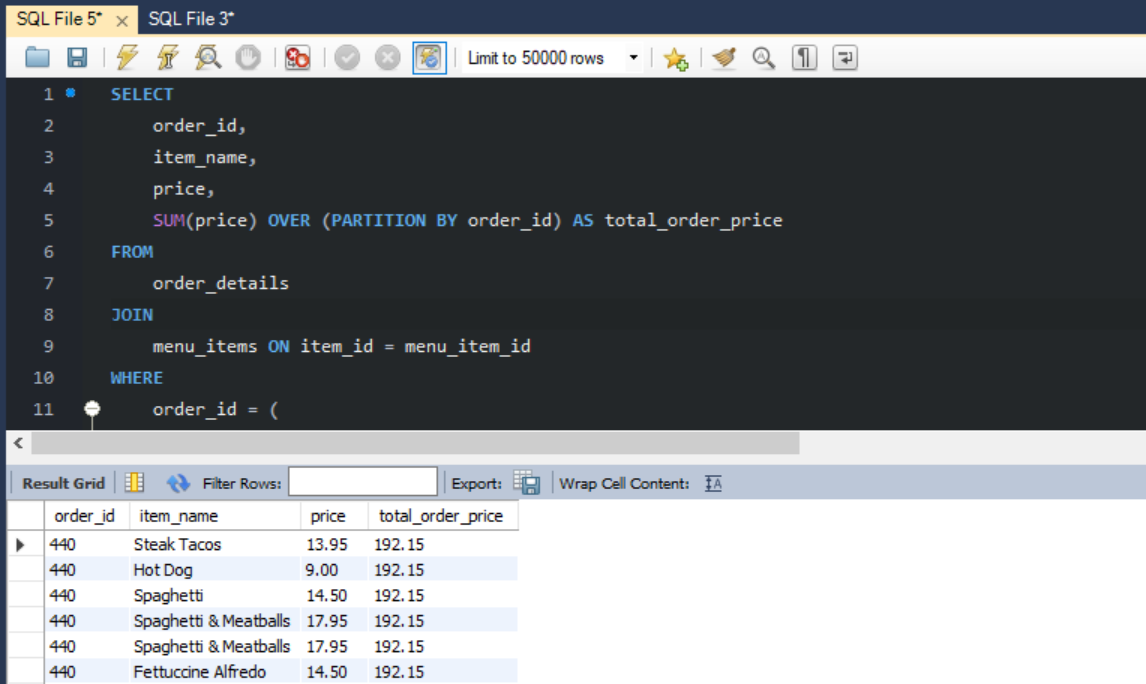 SQL File 5* × SQL File 3*
Limit to 50000 rows
1 SELECT
2 order_id,
3 item_name,
4 price,
5 SUM(price) OVER (PARTITION BY order_id) AS total_order_price
6 FROM
7 order_details
8 JOIN
9 menu_items ON item_id = menu_item_id
10 WHERE
11 order_id = (
Result Grid Filter Rows: Export: Wrap Cell Content: IA
order_id item_name price total_order_price
440 Steak Tacos 13.95 192.15
440 Hot Dog 9.00 192.15
440 Spaghetti 14.50 192.15
440 Spaghetti & Meatballs 17.95 192.15
440 Spaghetti & Meatballs 17.95 192.15
440 Fettuccine Alfredo 14.50 192.15